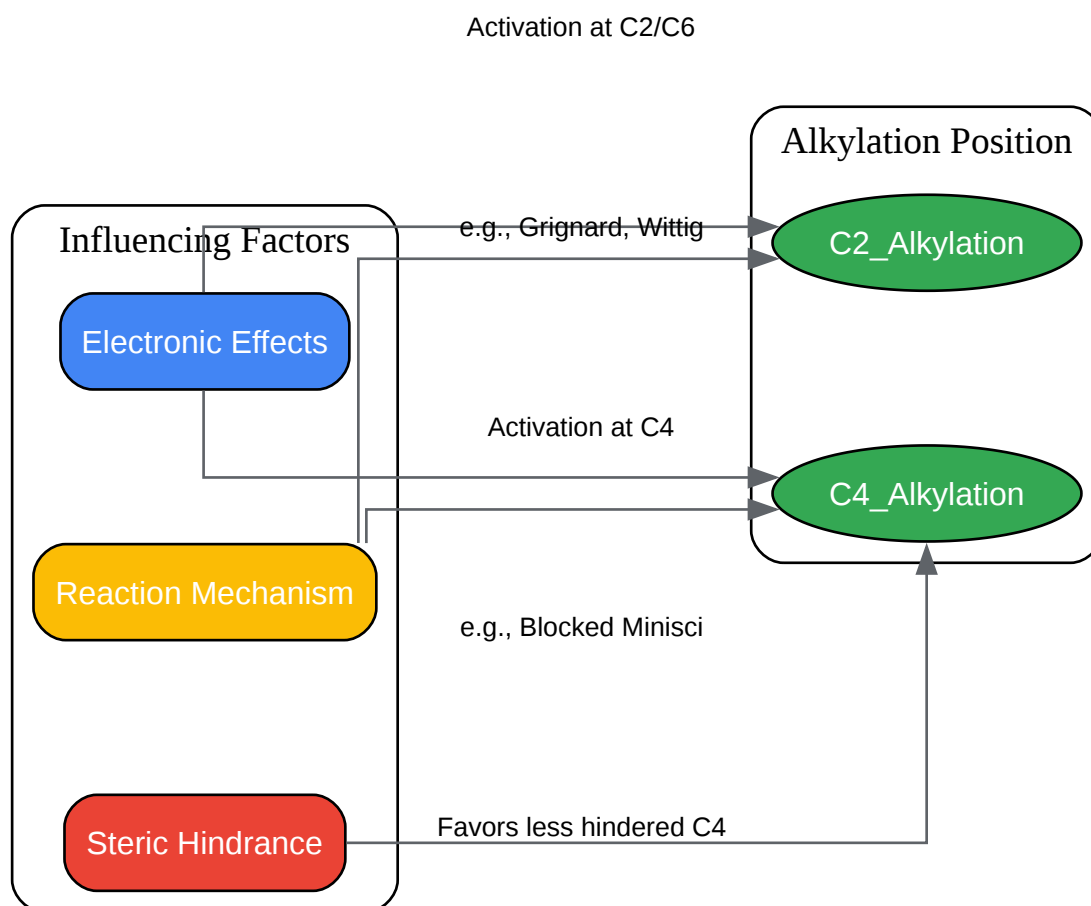 Activation at C2/C6
Alkylation Position
Influencing Factors
e.g., Grignard, Wittig
C2_Alkylation
Electronic Effects
Activation at C4
C4_Alkylation
Reaction Mechanism
e.g., Blocked Minisci
Steric Hindrance
Favors less hindered C4